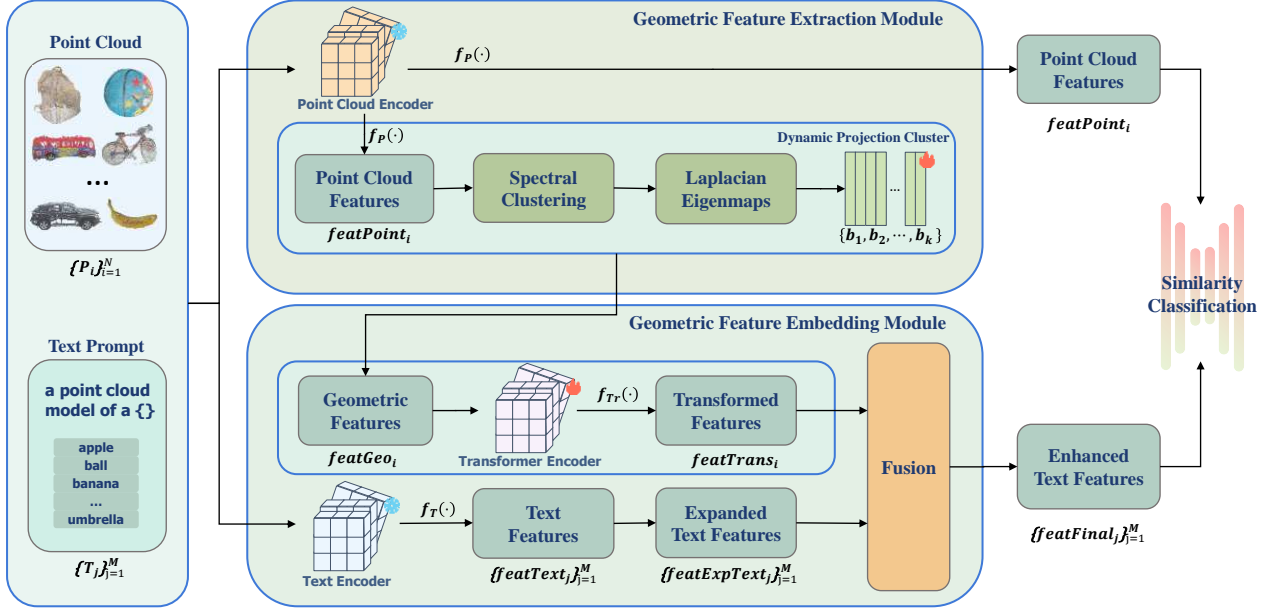 Point Cloud
...
{P_i}_{i=1}^N
Text Prompt
a point cloud
model of a {}
apple
ball
banana
...
umbrella
{T_j}_{j=1}^M
Geometric Feature Extraction Module
Point Cloud Encoder
f_P(·)
f_P(·)
Dynamic Projection Cluster
Point Cloud
Features
featPoint_i
Spectral
Clustering
Laplacian
Eigenmaps
...
{b_1, b_2, ⋯, b_k}
Geometric Feature Embedding Module
Geometric
Features
featGeo_i
Transformer Encoder
f_{Tr}(·)
Transformed
Features
featTrans_i
Text Encoder
f_T(·)
Text
Features
{featText_j}_{j=1}^M
Expanded
Text Features
{featExpText_j}_{j=1}^M
Fusion
Point Cloud
Features
featPoint_i
Similarity
Classification
Enhanced
Text Features
{featFinal_j}_{j=1}^M